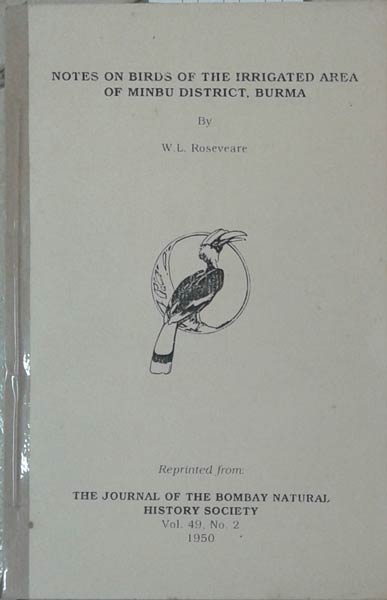 NOTES ON BIRDS OF THE IRRIGATED AREA
OF MINBU DISTRICT, BURMA
By
W.L. Roseveare
Reprinted from:
THE JOURNAL OF THE BOMBAY NATURAL
HISTORY SOCIETY
Vol. 49, No. 2
1950